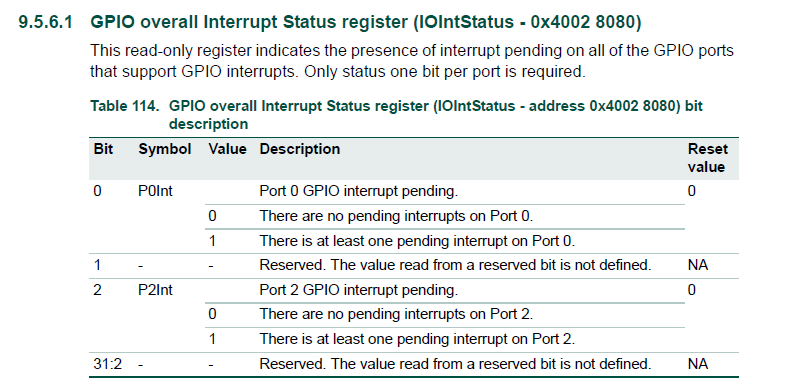 9.5.6.1 GPIO overall Interrupt Status register (IOIntStatus - 0x4002 8080)
This read-only register indicates the presence of interrupt pending on all of the GPIO ports
that support GPIO interrupts. Only status one bit per port is required.
Table 114. GPIO overall Interrupt Status register (IOIntStatus - address 0x4002 8080) bit
description
Bit Symbol Value Description Reset
value
0 P0Int Port 0 GPIO interrupt pending. 0
0 There are no pending interrupts on Port 0.
1 There is at least one pending interrupt on Port 0.
1 - - Reserved. The value read from a reserved bit is not defined. NA
2 P2Int Port 2 GPIO interrupt pending. 0
0 There are no pending interrupts on Port 2.
1 There is at least one pending interrupt on Port 2.
31:2 - - Reserved. The value read from a reserved bit is not defined. NA